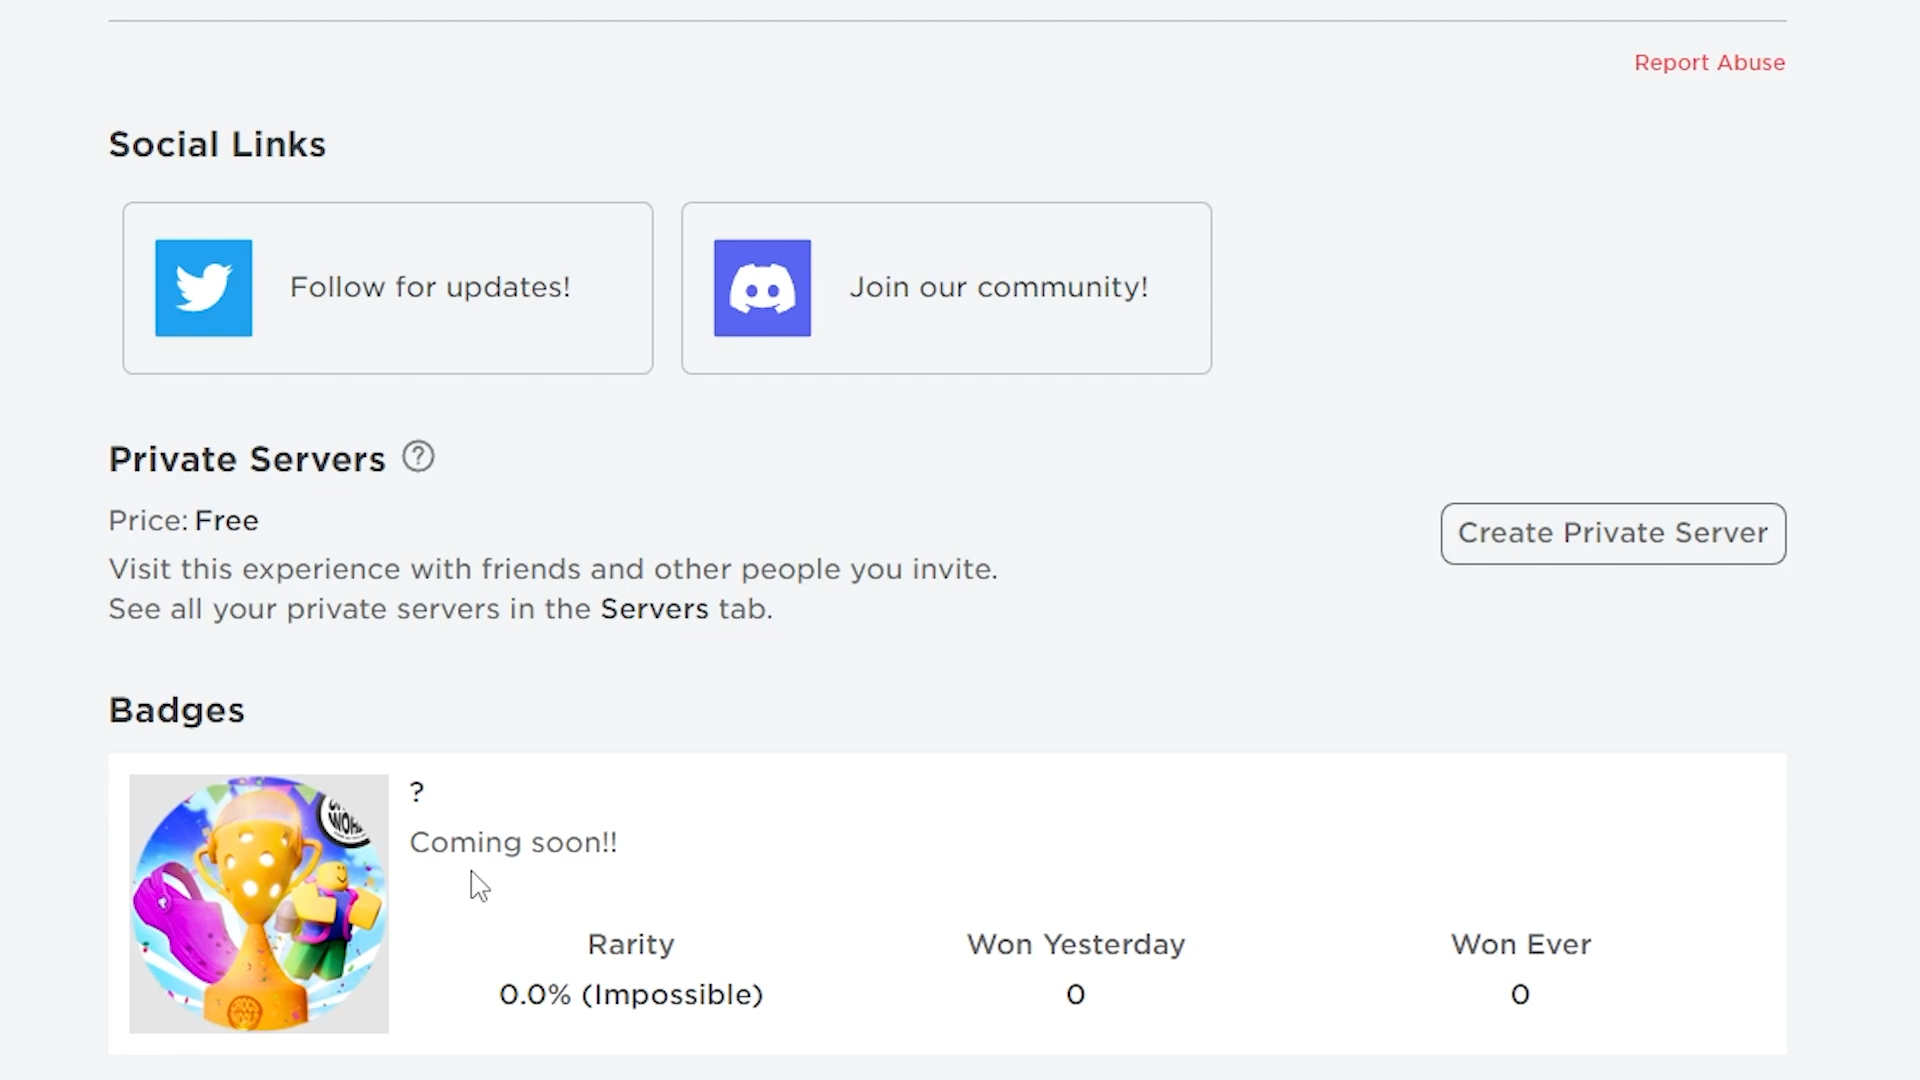 Report Abuse
Social Links
Follow for updates!
Join our community!
Private Servers ?
Price: Free
Create Private Server
Visit this experience with friends and other people you invite.
See all your private servers in the Servers tab.
Badges
?
Coming soon!!
Rarity
Won Yesterday
Won Ever
0.0% (Impossible)
0
0